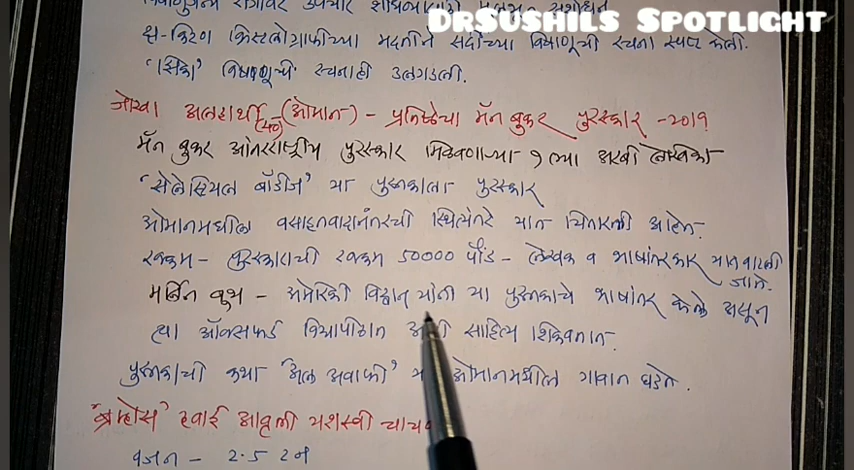 DrSushils Spotlight
क्ष-किरण क्रिस्टलोग्राफीच्या मदतीने सर्दीच्या विषाणूची रचना स्पष्ट केली.
'झिका' विषाणूची रचनाही उलगडली.
जोखा अलहार्थी (40) - (ओमान) - प्रतिष्ठेचा मॅन बुकर पुरस्कार - 2019
मॅन बुकर आंतरराष्ट्रीय पुरस्कार मिळवणाऱ्या १ल्या अरबी लेखिका
'सेलेस्टियल बॉडीज' या पुस्तकाला पुरस्कार
ओमानमधील वसाहतवादानंतरची स्थित्यंतरे यात चितारली आहेत.
रक्कम - पुरस्काराची रक्कम 50000 पौंड - लेखक व भाषांतरकार यात वाटली जाते.
मर्लिन बुथ - अमेरिकी विद्वान यांनी या पुस्तकाचे भाषांतर केले असून
त्या ऑक्सफर्ड विद्यापीठात साहित्य शिकवतात.
पुस्तकाची कथा 'अल अवाफी' ओमानमधील गावात घडते.
'ब्रह्मोस' हवाई आवृत्ती यशस्वी
वजन - 2.5 टन